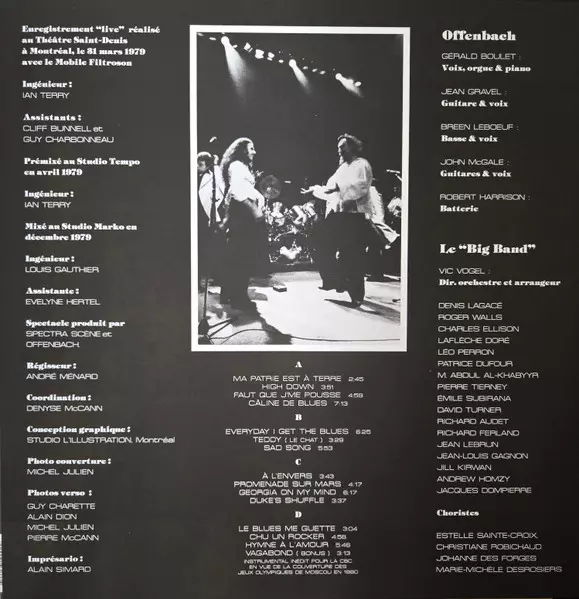 Enregistrement "live" réalisé
au Théâtre Saint-Denis
à Montréal, le 31 mars 1979
avec le Mobile Filtroson
Ingénieur :
IAN TERRY
Assistants :
CLIFF BUNNELL et
GUY CHARBONNEAU
Prémixé au Studio Tempo
en avril 1979
Ingénieur :
IAN TERRY
Mixé au Studio Marko en
décembre 1979
Ingénieur :
LOUIS GAUTHIER
Assistante :
EVELYNE HERTEL
Spectacle produit par
SPECTRA SCÈNE et
OFFENBACH.
Régisseur :
ANDRÉ MÉNARD
Coordination :
DENYSE McCANN
Conception graphique :
STUDIO L'ILLUSTRATION, Montréal
Photo couverture :
MICHEL JULIEN
Photos verso :
GUY CHARETTE
ALAIN DION
MICHEL JULIEN
PIERRE McCANN
Imprésario :
ALAIN SIMARD
A
MA PATRIE EST À TERRE 2:45
HIGH DOWN 3:51
FAUT QUE J'ME POUSSE 4:59
CÂLINE DE BLUES 7:13
B
EVERYDAY I GET THE BLUES 6:25
TEDDY ( LE CHAT ) 3:29
SAD SONG 5:53
C
À L'ENVERS 3:43
PROMENADE SUR MARS 4:17
GEORGIA ON MY MIND 6:17
DUKE'S SHUFFLE 3:37
D
LE BLUES ME GUETTE 3:04
CHU UN ROCKER 4:58
HYMNE À L'AMOUR 5:46
VAGABOND ( BONUS ) 3:13
INSTRUMENTAL INÉDIT POUR LA CBC
EN VUE DE LA COUVERTURE DES
JEUX OLYMPIQUES DE MOSCOU EN 1980
Offenbach
GÉRALD BOULET :
Voix, orgue & piano
JEAN GRAVEL :
Guitare & voix
BREEN LEBOEUF :
Basse & voix
JOHN McGALE :
Guitares & voix
ROBERT HARRISON :
Batterie
Le "Big Band"
VIC VOGEL :
Dir. orchestre et arrangeur
DENIS LAGACÉ
ROGER WALLS
CHARLES ELLISON
LAFLÈCHE DORÉ
LÉO PERRON
PATRICE DUFOUR
M. ABDUL AL-KHABYYR
PIERRE TIERNEY
ÉMILE SUBIRANA
DAVID TURNER
RICHARD AUDET
RICHARD FERLAND
JEAN LEBRUN
JEAN-LOUIS GAGNON
JILL KIRWAN
ANDREW HOMZY
JACQUES DOMPIERRE
Choristes
ESTELLE SAINTE-CROIX,
CHRISTIANE ROBICHAUD
JOHANNE DES FORGES
MARIE-MICHÈLE DESROSIERS